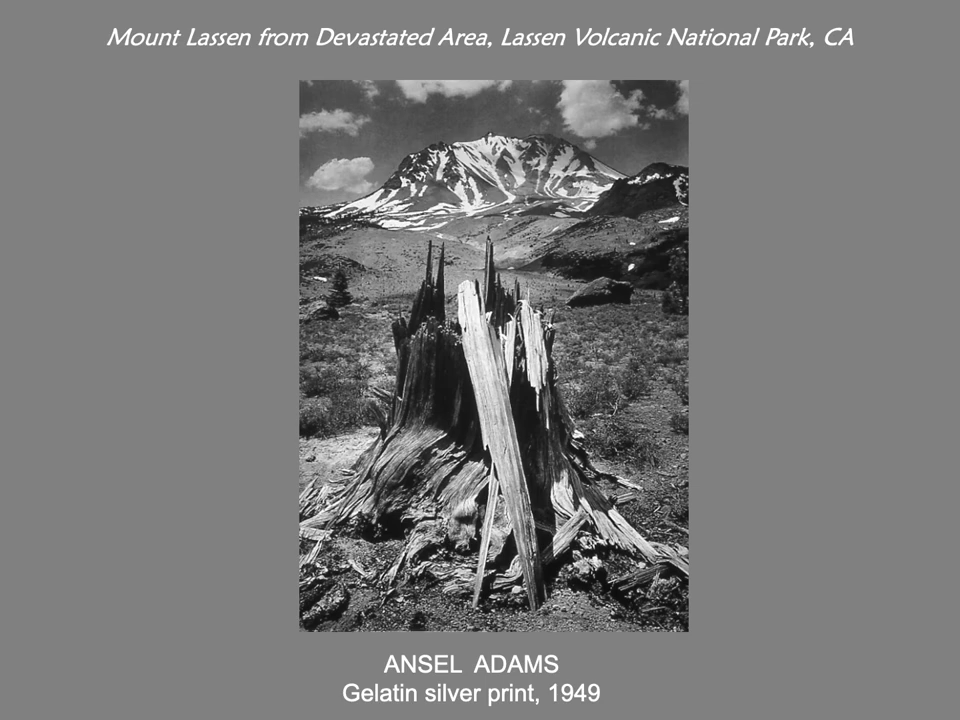 Mount Lassen from Devastated Area, Lassen Volcanic National Park, CA
ANSEL ADAMS
Gelatin silver print, 1949